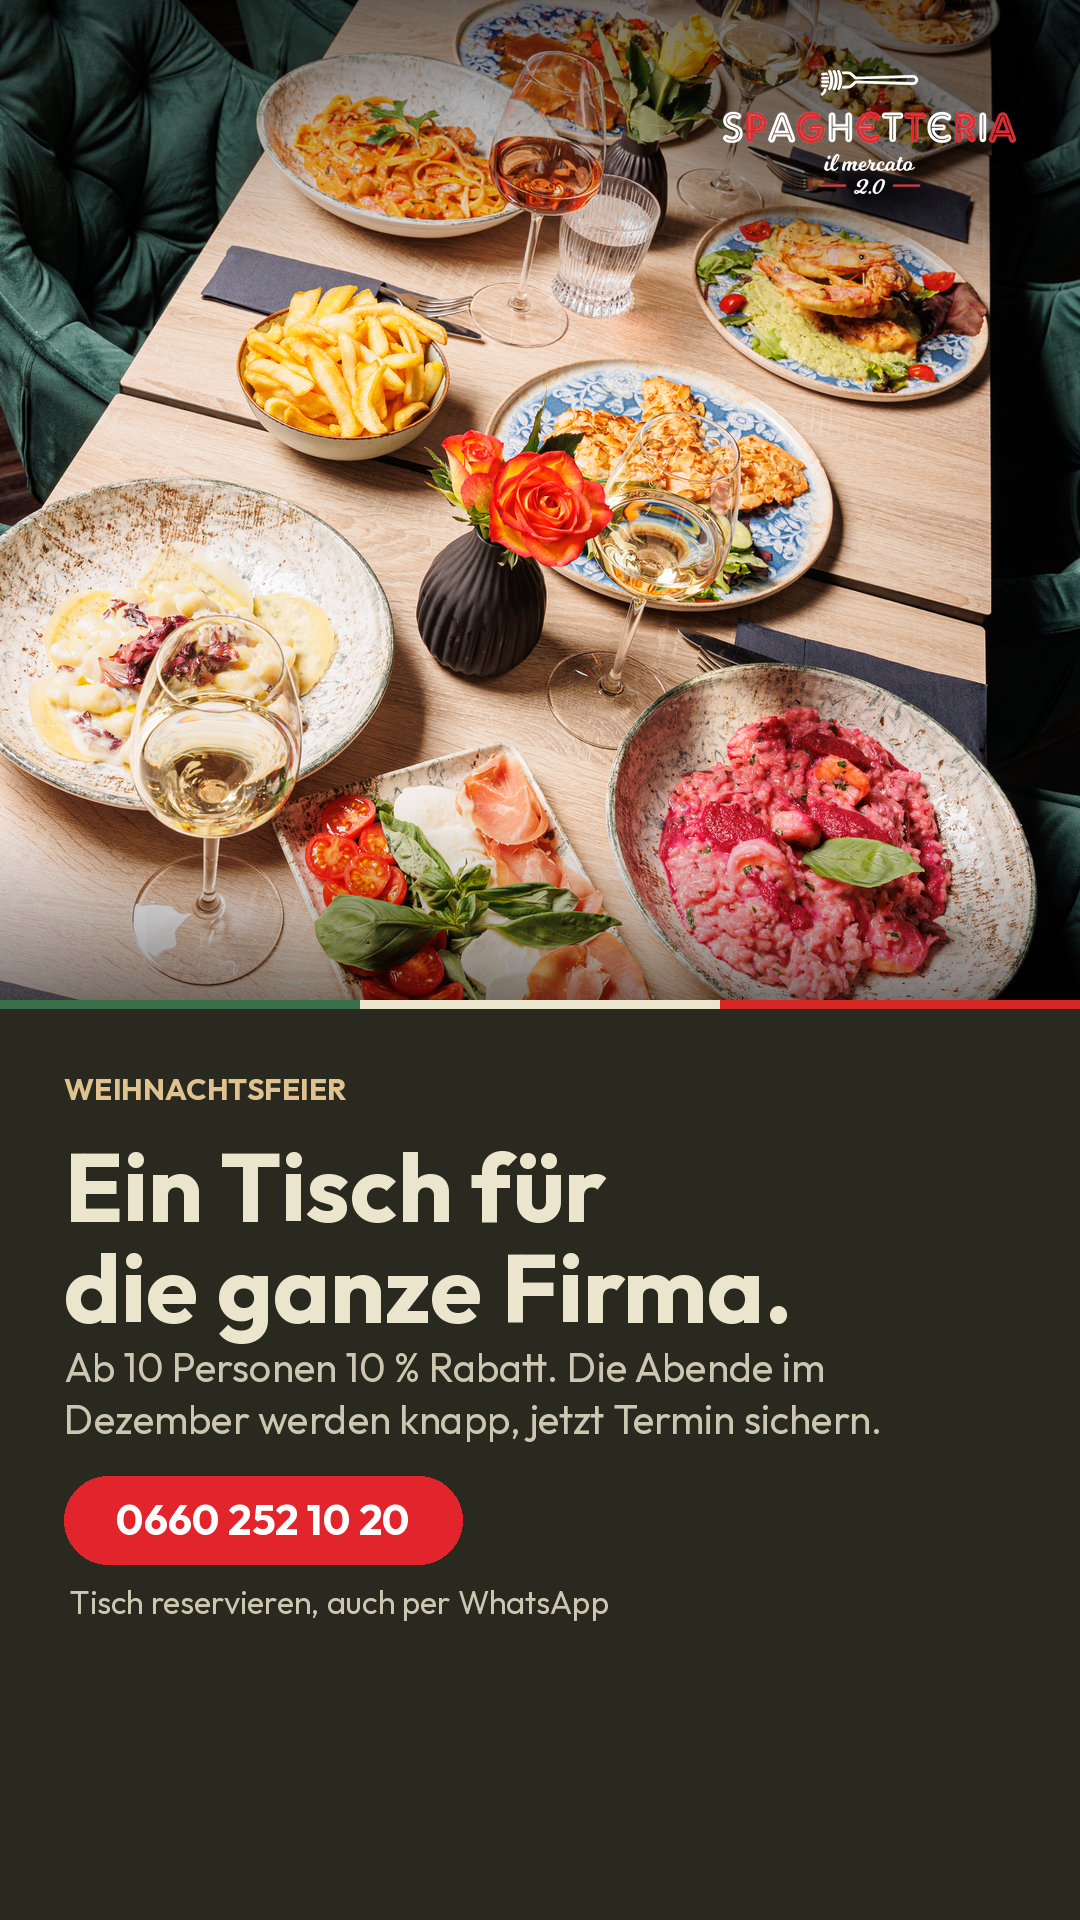 SPAGHETTERIA
il mercato
2.0
WEIHNACHTSFEIER
Ein Tisch für
die ganze Firma.
Ab 10 Personen 10 % Rabatt. Die Abende im
Dezember werden knapp, jetzt Termin sichern.
0660 252 10 20
Tisch reservieren, auch per WhatsApp